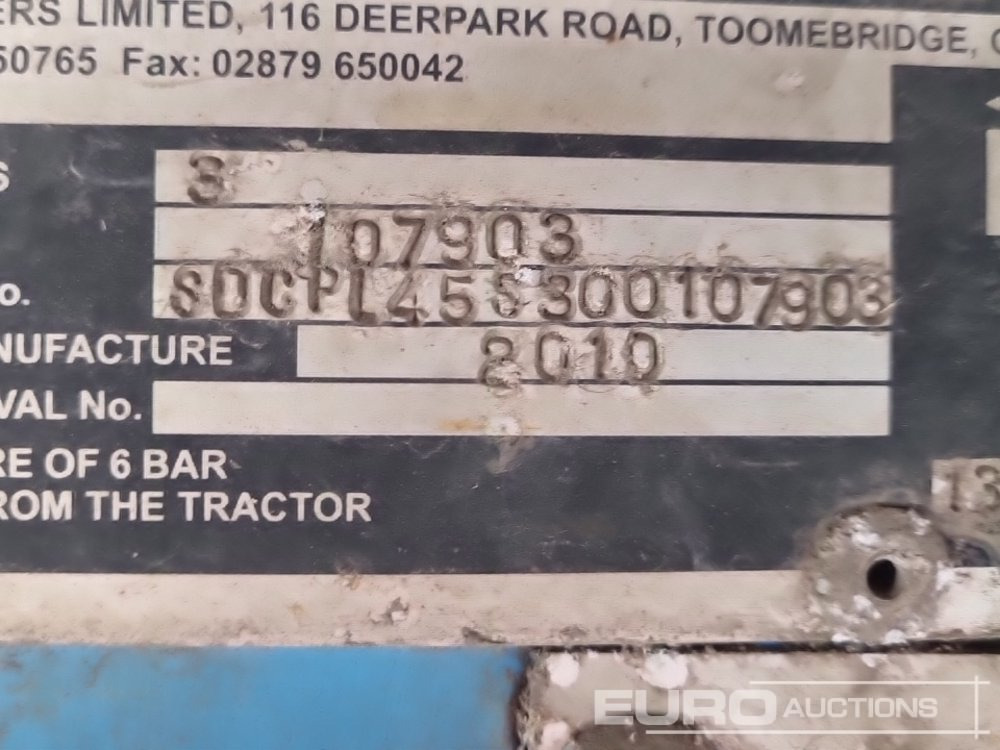 ERS LIMITED, 116 DEERPARK ROAD, TOOMEBRIDGE,
50765 Fax: 02879 650042
S 3
107903
o. SDCPL45S300107903
NUFACTURE 2010
VAL No.
RE OF 6 BAR
ROM THE TRACTOR
13
EURO AUCTIONS